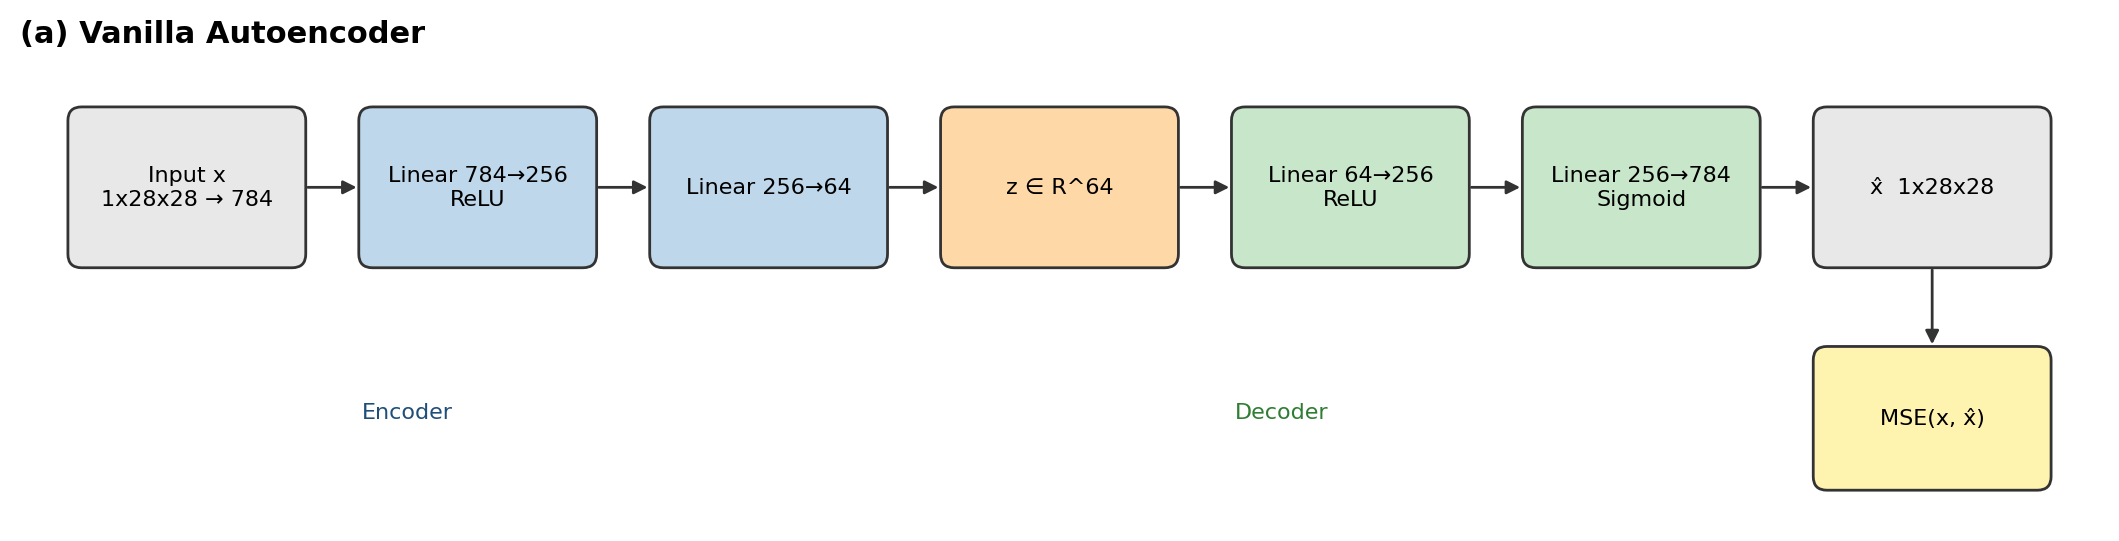 (a) Vanilla Autoencoder
Input x
1x28x28 → 784
Linear 784→256
ReLU
Linear 256→64
z ∈ R^64
Linear 64→256
ReLU
Linear 256→784
Sigmoid
x̂  1x28x28
Encoder
Decoder
MSE(x, x̂)